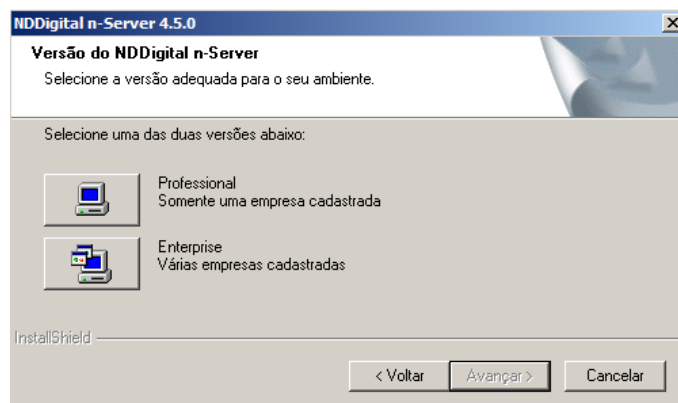 NDDigital n-Server 4.5.0
Versão do NDDigital n-Server
Selecione a versão adequada para o seu ambiente.
Selecione uma das duas versões abaixo:
Professional
Somente uma empresa cadastrada
Enterprise
Várias empresas cadastradas
InstallShield
< Voltar Avançar > Cancelar